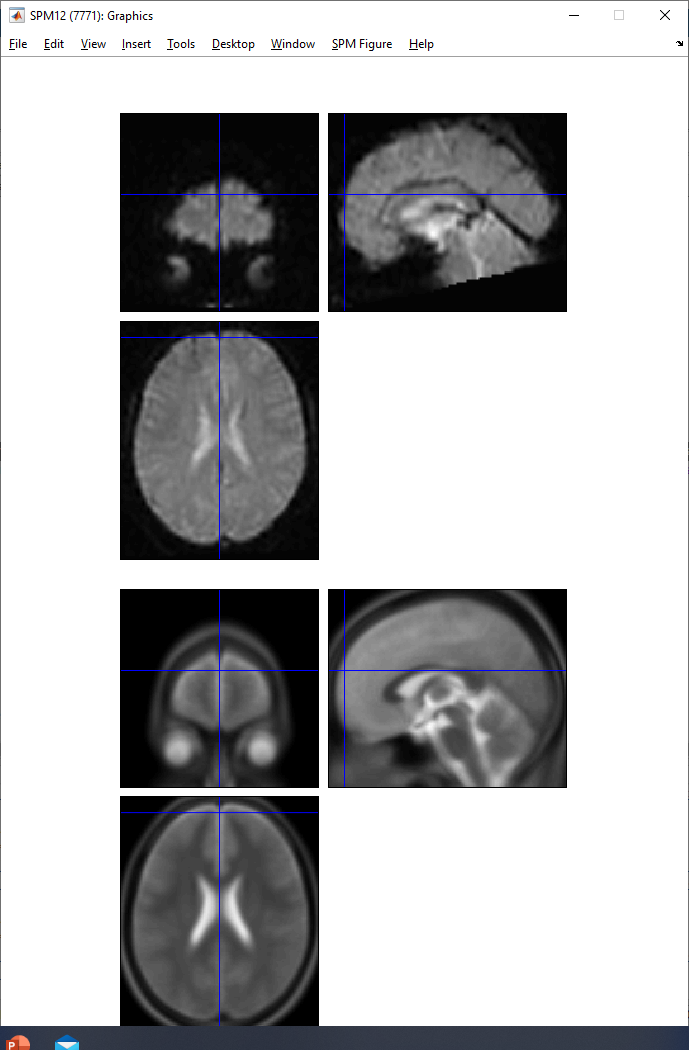 SPM12 (7771): Graphics
File Edit View Insert Tools Desktop Window SPM Figure Help
P